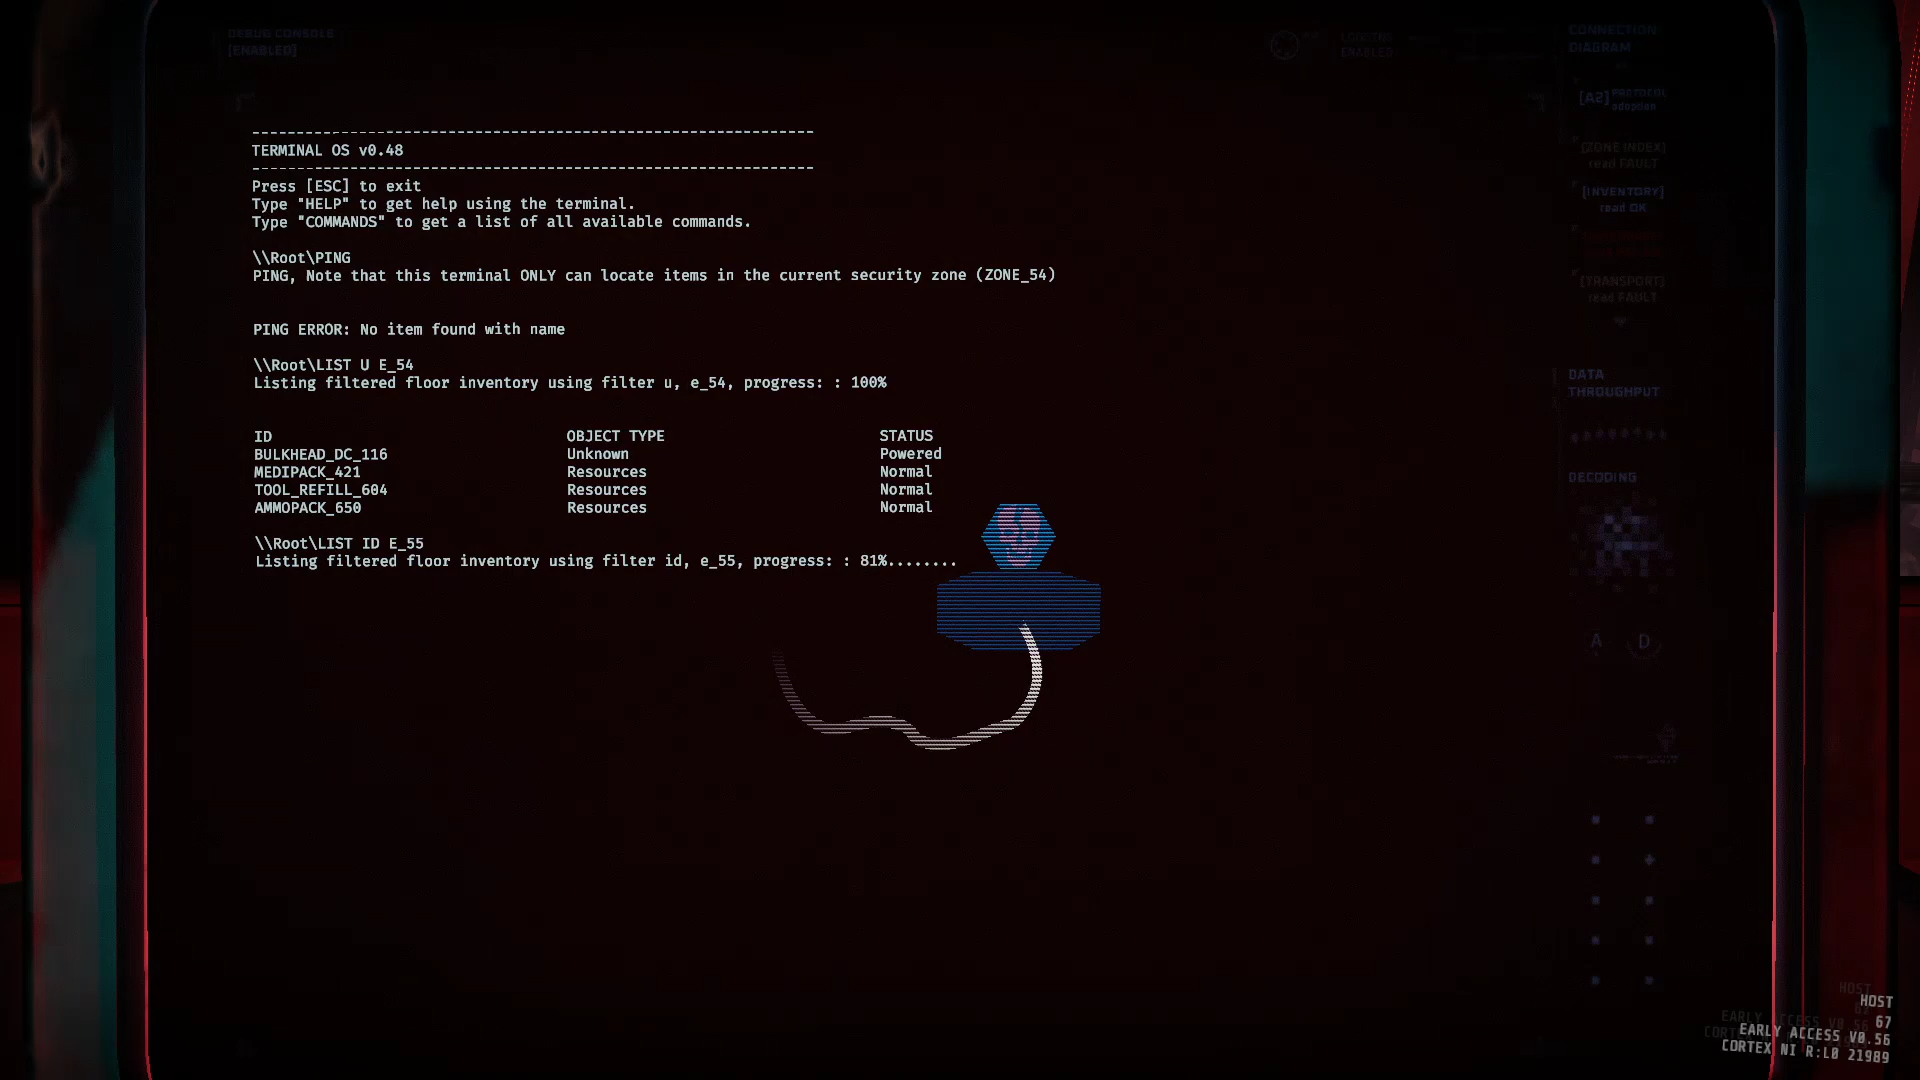 DEBUG CONSOLE
[ENABLED]
LOGGING
ENABLED
CONNECTION
DIAGRAM
[A2] PROTOCOL
adoption
[ZONE INDEX]
read FAULT
[INVENTORY]
read OK
[TRANSPORT]
read FAULT
DATA
THROUGHPUT
DECODING
A D
------------------------------------------------------------------
TERMINAL OS v0.48
------------------------------------------------------------------
Press [ESC] to exit
Type "HELP" to get help using the terminal.
Type "COMMANDS" to get a list of all available commands.
\\Root\PING
PING, Note that this terminal ONLY can locate items in the current security zone (ZONE_54)
PING ERROR: No item found with name
\\Root\LIST U E_54
Listing filtered floor inventory using filter u, e_54, progress: : 100%
ID OBJECT TYPE STATUS
BULKHEAD_DC_116 Unknown Powered
MEDIPACK_421 Resources Normal
TOOL_REFILL_604 Resources Normal
AMMOPACK_650 Resources Normal
\\Root\LIST ID E_55
Listing filtered floor inventory using filter id, e_55, progress: : 81%........
HOST
67
EARLY ACCESS V0.56
CORTEX NI R:L0 21989